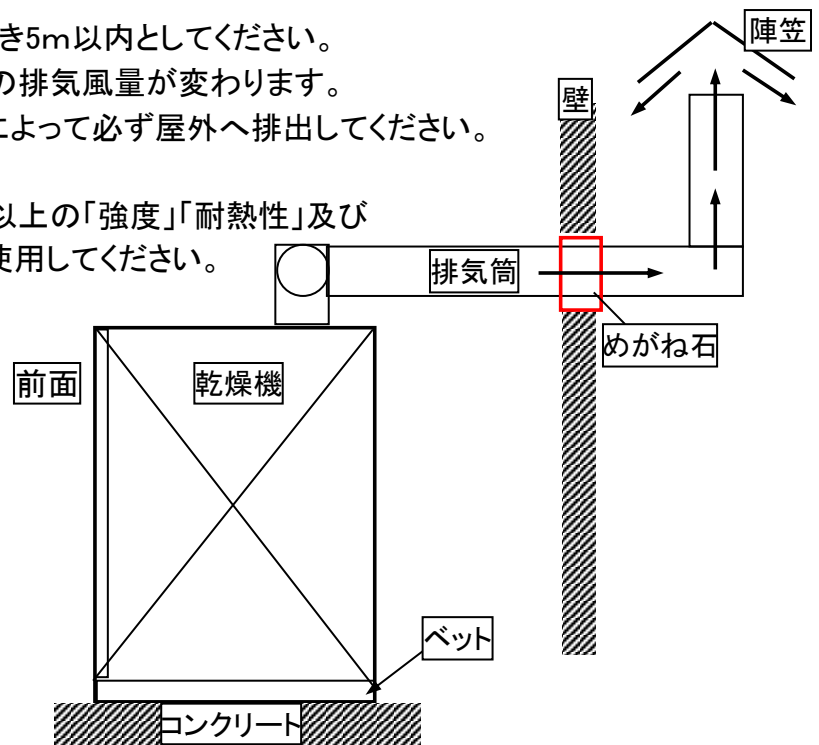 き5m以内としてください。
の排気風量が変わります。
によって必ず屋外へ排出してください。
以上の「強度」「耐熱性」及び
使用してください。
陣笠
壁
排気筒
めがね石
前面
乾燥機
ベット
コンクリート